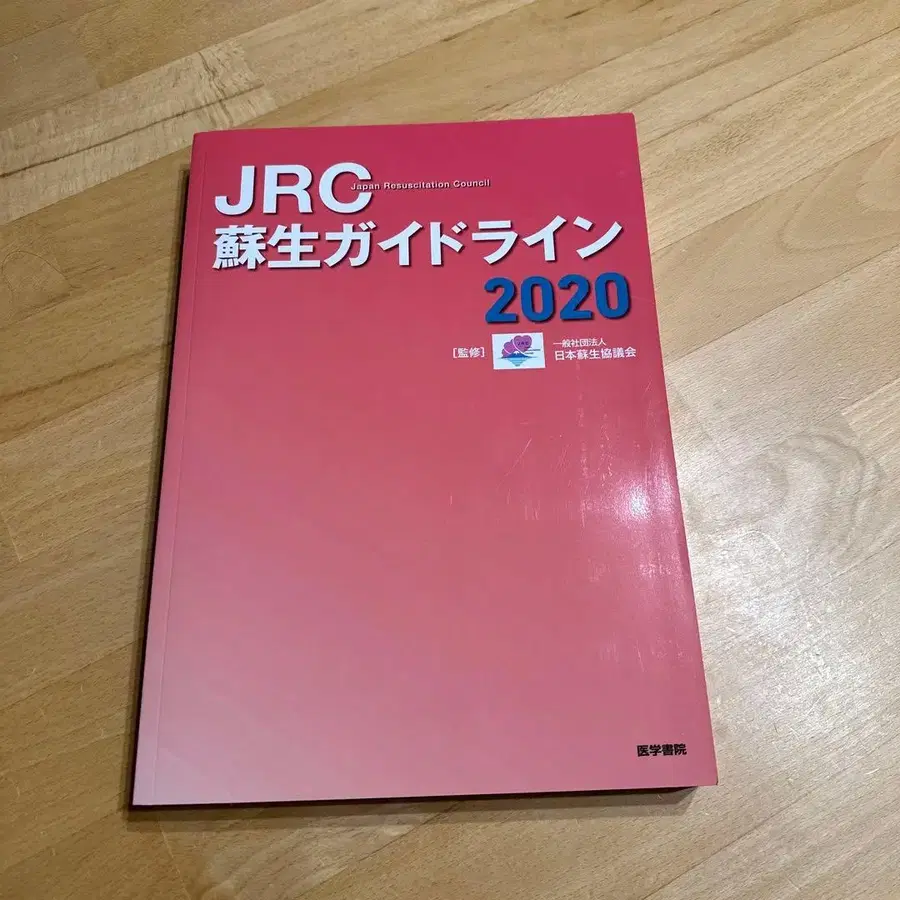 JRC
Japan Resuscitation Council
蘇生ガイドライン
2020
[監修]
JRC
一般社団法人
日本蘇生協議会
医学書院